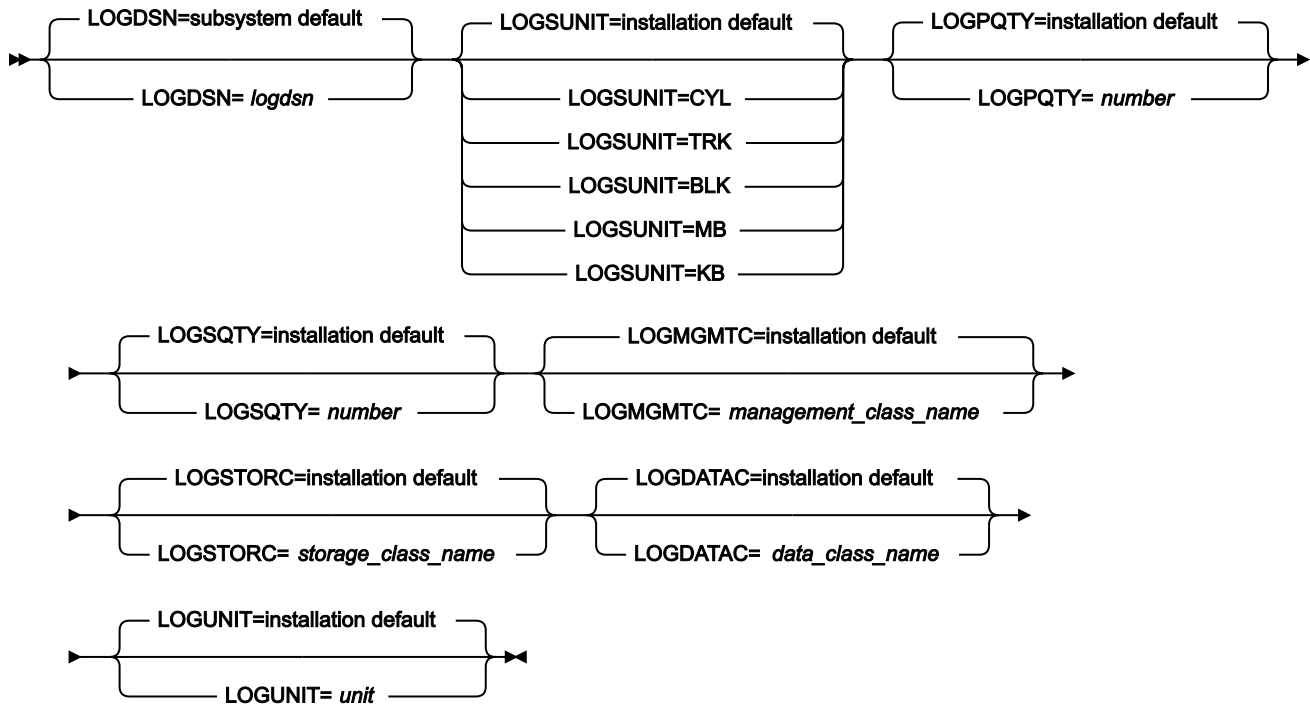 LOGDSN=subsystem default
LOGDSN= logdsn
LOGSUNIT=installation default
LOGSUNIT=CYL
LOGSUNIT=TRK
LOGSUNIT=BLK
LOGSUNIT=MB
LOGSUNIT=KB
LOGPQTY=installation default
LOGPQTY= number
LOGSQTY=installation default
LOGSQTY= number
LOGMGMTC=installation default
LOGMGMTC= management_class_name
LOGSTORC=installation default
LOGSTORC= storage_class_name
LOGDATAC=installation default
LOGDATAC= data_class_name
LOGUNIT=installation default
LOGUNIT= unit